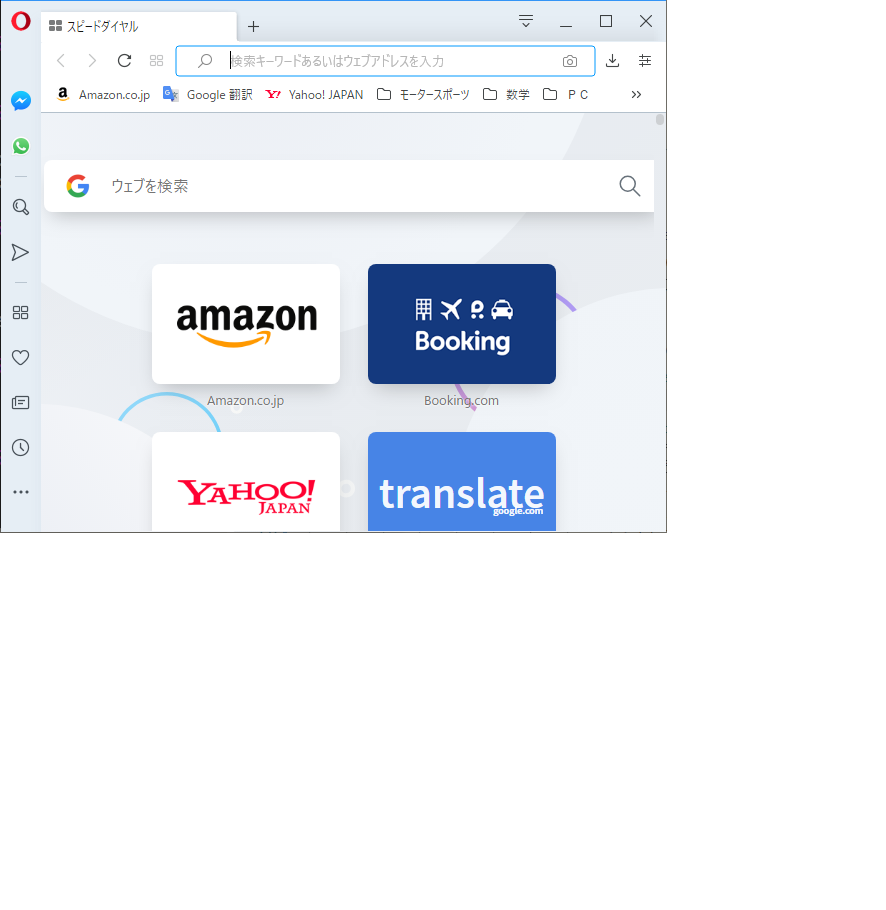 スピードダイヤル
検索キーワードあるいはウェブアドレスを入力
Amazon.co.jp Google 翻訳 Yahoo! JAPAN モータースポーツ 数学 ＰＣ
ウェブを検索
amazon
Booking
Amazon.co.jp
Booking.com
YAHOO!
JAPAN
translate
google.com